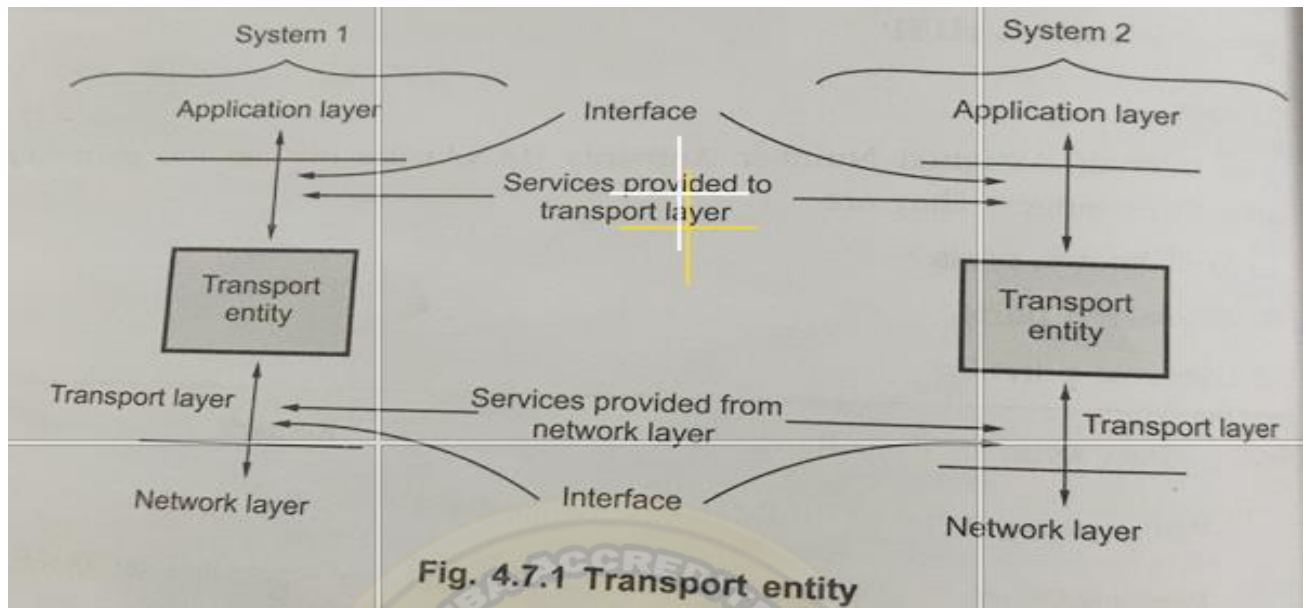 System 1
System 2
Application layer
Interface
Application layer
Services provided to
transport layer
Transport
entity
Transport
entity
Transport layer
Services provided from
network layer
Transport layer
Network layer
Interface
Network layer
Fig. 4.7.1 Transport entity